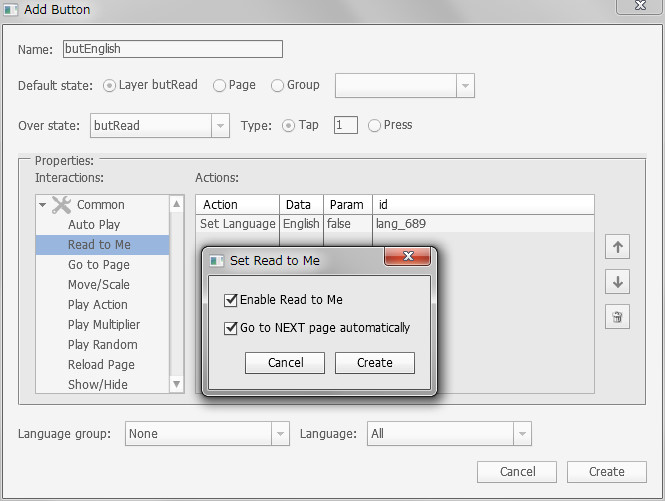 Add Button
Name: butEnglish
Default state: Layer butRead Page Group
Over state: butRead Type: Tap 1 Press
Properties:
Interactions: Actions:
Common
Auto Play
Read to Me
Go to Page
Move/Scale
Play Action
Play Multiplier
Play Random
Reload Page
Show/Hide
Action Data Param id
Set Language English false lang_689
Set Read to Me
Enable Read to Me
Go to NEXT page automatically
Cancel Create
Language group: None Language: All
Cancel Create